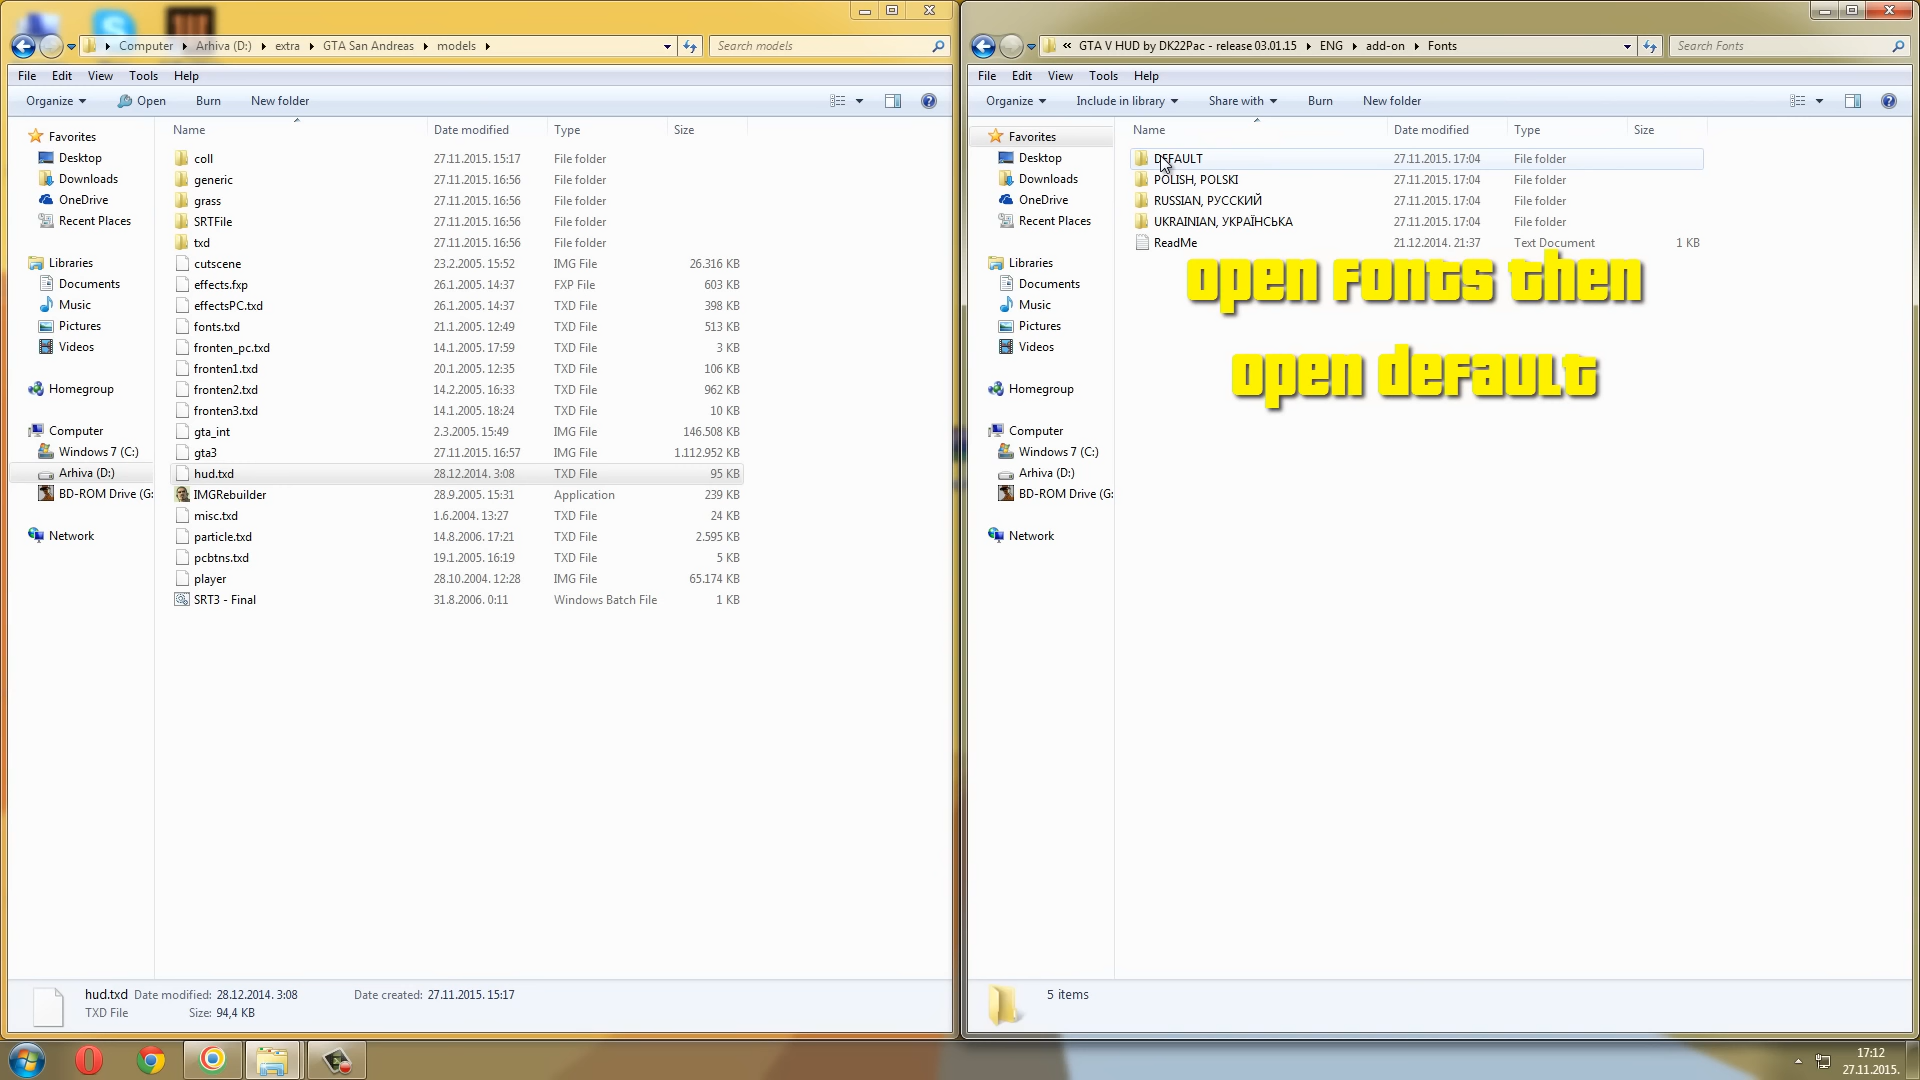 Computer Arhiva (D:) extra GTA San Andreas models
Search models
File Edit View Tools Help
Organize Open Burn New folder
Favorites
Desktop
Downloads
OneDrive
Recent Places
Libraries
Documents
Music
Pictures
Videos
Homegroup
Computer
Windows 7 (C:)
Arhiva (D:)
BD-ROM Drive (G:
Network
Name Date modified Type Size
coll 27.11.2015. 15:17 File folder
generic 27.11.2015. 16:56 File folder
grass 27.11.2015. 16:56 File folder
SRTFile 27.11.2015. 16:56 File folder
txd 27.11.2015. 16:56 File folder
cutscene 23.2.2005. 15:52 IMG File 26.316 KB
effects.fxp 26.1.2005. 14:37 FXP File 603 KB
effectsPC.txd 26.1.2005. 14:37 TXD File 398 KB
fonts.txd 21.1.2005. 12:49 TXD File 513 KB
fronten_pc.txd 14.1.2005. 17:59 TXD File 3 KB
fronten1.txd 20.1.2005. 12:35 TXD File 106 KB
fronten2.txd 14.2.2005. 16:33 TXD File 962 KB
fronten3.txd 14.1.2005. 18:24 TXD File 10 KB
gta_int 2.3.2005. 15:49 IMG File 146.508 KB
gta3 27.11.2015. 16:57 IMG File 1.112.952 KB
hud.txd 28.12.2014. 3:08 TXD File 95 KB
IMGRebuilder 28.9.2005. 15:31 Application 239 KB
misc.txd 1.6.2004. 13:27 TXD File 24 KB
particle.txd 14.8.2006. 17:21 TXD File 2.595 KB
pcbtns.txd 19.1.2005. 16:19 TXD File 5 KB
player 28.10.2004. 12:28 IMG File 65.174 KB
SRT3 - Final 31.8.2006. 0:11 Windows Batch File 1 KB
hud.txd Date modified: 28.12.2014. 3:08 Date created: 27.11.2015. 15:17
TXD File Size: 94,4 KB
« GTA V HUD by DK22Pac - release 03.01.15 ENG add-on Fonts
Search Fonts
File Edit View Tools Help
Organize Include in library Share with Burn New folder
Favorites
Desktop
Downloads
OneDrive
Recent Places
Libraries
Documents
Music
Pictures
Videos
Homegroup
Computer
Windows 7 (C:)
Arhiva (D:)
BD-ROM Drive (G:
Network
Name Date modified Type Size
DEFAULT 27.11.2015. 17:04 File folder
POLISH, POLSKI 27.11.2015. 17:04 File folder
RUSSIAN, РУССКИЙ 27.11.2015. 17:04 File folder
UKRAINIAN, УКРАЇНСЬКА 27.11.2015. 17:04 File folder
ReadMe 21.12.2014. 21:37 Text Document 1 KB
open fonts then
open default
5 items
17:12
27.11.2015.